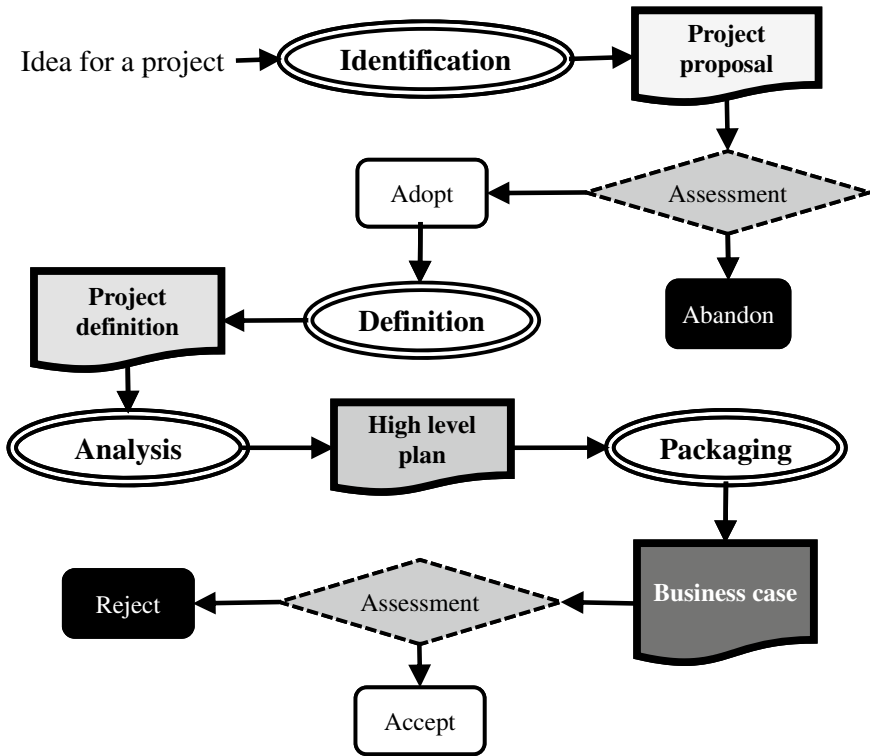 Idea for a project
Identification
Project
proposal
Adopt
Assessment
Project
definition
Definition
Abandon
Analysis
High level
plan
Packaging
Reject
Assessment
Business case
Accept